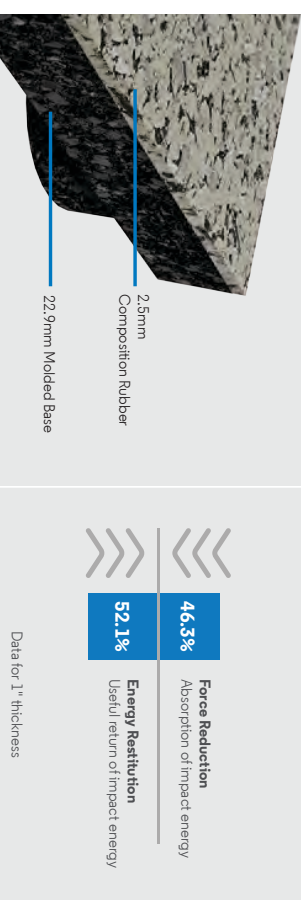 2.5mm
Composition Rubber
22.9mm Molded Base
46.3%
Force Reduction
Absorption of impact energy
52.1%
Energy Restitution
Useful return of impact energy
Data for 1" thickness